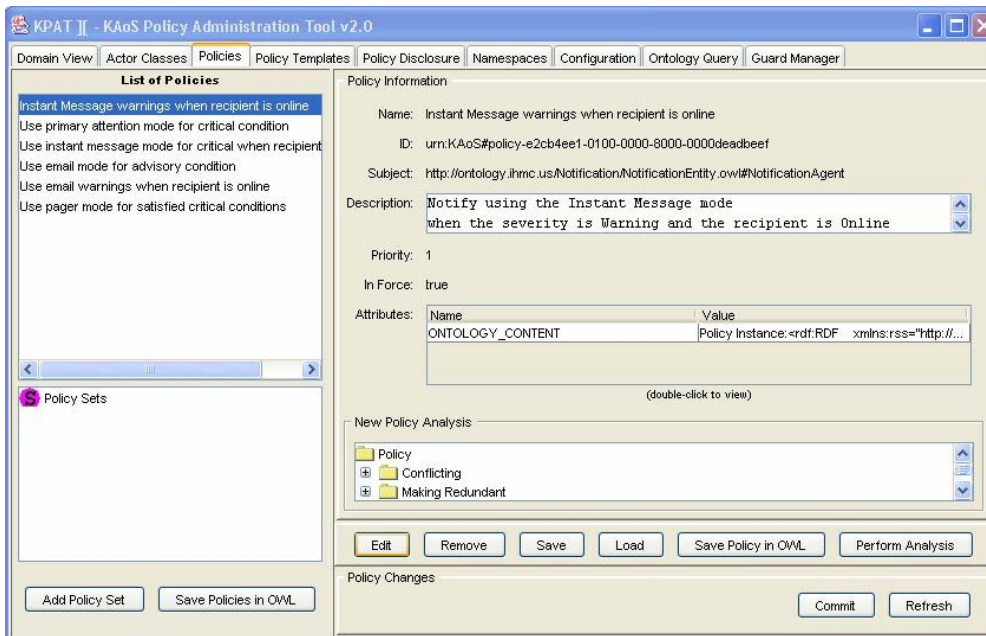 KPAT ][ - KAoS Policy Administration Tool v2.0
Domain View Actor Classes Policies Policy Templates Policy Disclosure Namespaces Configuration Ontology Query Guard Manager
List of Policies
Instant Message warnings when recipient is online
Use primary attention mode for critical condition
Use instant message mode for critical when recipient
Use email mode for advisory condition
Use email warnings when recipient is online
Use pager mode for satisfied critical conditions
S Policy Sets
Add Policy Set Save Policies in OWL
Policy Information
Name: Instant Message warnings when recipient is online
ID: urn:KAoS#policy-e2cb4ee1-0100-0000-8000-0000deadbeef
Subject: http://ontology.ihmc.us/Notification/NotificationEntity.owl#NotificationAgent
Description: Notify using the Instant Message mode
when the severity is Warning and the recipient is Online
Priority: 1
In Force: true
Attributes: Name Value
ONTOLOGY_CONTENT Policy Instance:<rdf:RDF xmlns:rss="http://...
(double-click to view)
New Policy Analysis
Policy
Conflicting
Making Redundant
Edit Remove Save Load Save Policy in OWL Perform Analysis
Policy Changes
Commit Refresh